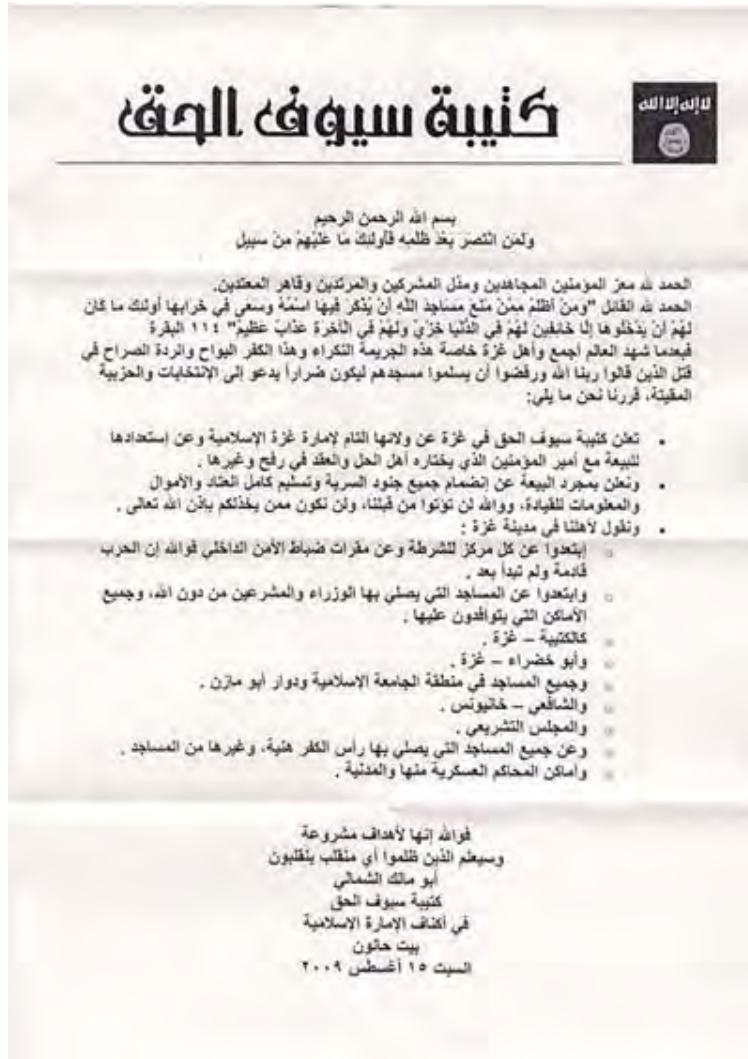 لا إله إلا الله
كتيبة سيوف الحق
بسم الله الرحمن الرحيم
ولمن انتصر بعد ظلمه فأولئك ما عليهم من سبيل
الحمد لله معز المؤمنين المجاهدين ومذل المشركين والمرتدين وقاهر المعتدين.
الحمد لله القائل "ومن أظلم ممن منع مساجد الله أن يذكر فيها اسمه وسعى في خرابها أولئك ما كان
لهم أن يدخلوها إلا خائفين لهم في الدنيا خزي ولهم في الآخرة عذاب عظيم" ١١٤ البقرة
فبعدما شهد العالم أجمع وأهل غزة خاصة هذه الجريمة النكراء وهذا الكفر البواح والردة الصراح في
قتل الذين قالوا ربنا الله ورفضوا أن يسلموا مسجدهم ليكون ضراراً يدعو إلى الإنتخابات والحزبية
المقيتة، قررنا نحن ما يلي:
• تعلن كتيبة سيوف الحق في غزة عن ولائها التام لإمارة غزة الإسلامية وعن إستعدادها
للبيعة مع أمير المؤمنين الذي يختاره أهل الحل والعقد في رفح وغيرها .
• ونعلن بمجرد البيعة عن إنضمام جميع جنود السرية وتسليم كامل العتاد والأموال
والمعلومات للقيادة، ووالله لن تؤتوا من قبلنا، ولن نكون ممن يخذلكم بإذن الله تعالى .
• ونقول لأهلنا في مدينة غزة :
○ إبتعدوا عن كل مركز للشرطة وعن مقرات ضباط الأمن الداخلي فوالله إن الحرب
قادمة ولم تبدأ بعد .
○ وابتعدوا عن المساجد التي يصلي بها الوزراء والمشرعين من دون الله، وجميع
الأماكن التي يتوافدون عليها .
○ كالكتيبة – غزة .
○ وأبو خضراء – غزة .
○ وجميع المساجد في منطقة الجامعة الاسلامية ودوار أبو مازن .
○ والشافعي – خانيونس .
○ والمجلس التشريعي .
○ وعن جميع المساجد التي يصلي بها رأس الكفر هنية، وغيرها من المساجد .
○ وأماكن المحاكم العسكرية منها والمدنية .
فوالله إنها لأهداف مشروعة
وسيعلم الذين ظلموا أي منقلب ينقلبون
أبو مالك الشمالي
كتيبة سيوف الحق
في أكناف الإمارة الإسلامية
بيت حانون
السبت ١٥ أغسطس ٢٠٠٩